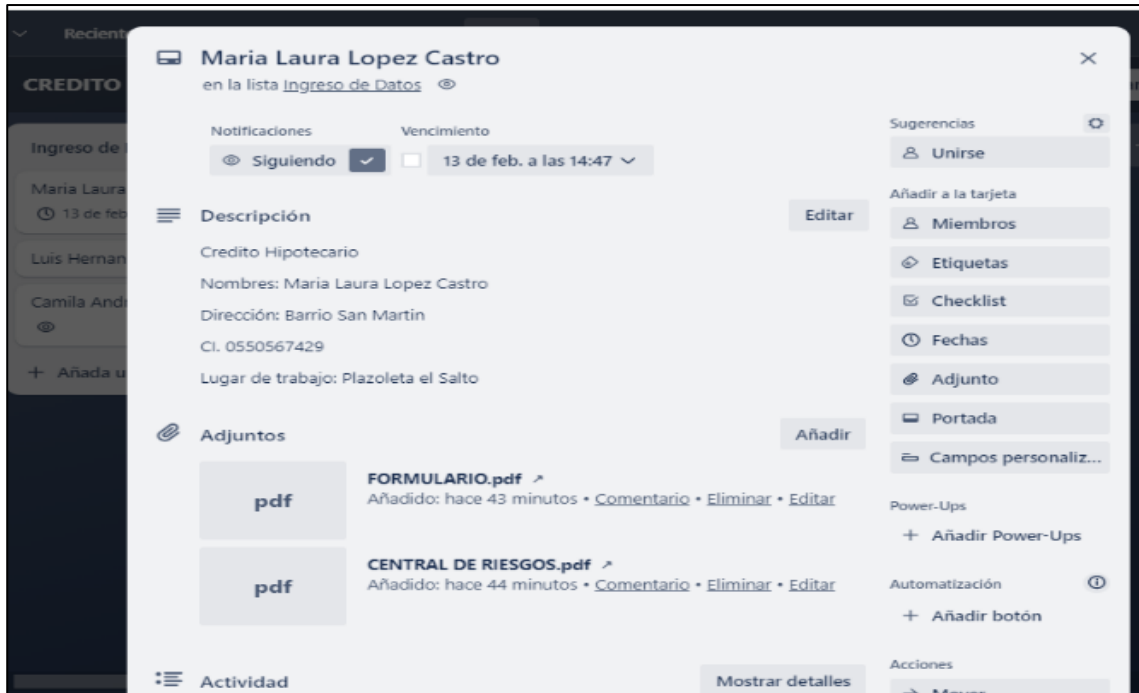 Recient
CREDITO
Ingreso de
Maria Laura
13 de feb
Luis Hernan
Camila Andr
+ Añada u
Maria Laura Lopez Castro
en la lista Ingreso de Datos
Notificaciones
Vencimiento
Siguiendo
13 de feb. a las 14:47
Descripción
Editar
Credito Hipotecario
Nombres: Maria Laura Lopez Castro
Dirección: Barrio San Martin
CI. 0550567429
Lugar de trabajo: Plazoleta el Salto
Adjuntos
Añadir
pdf
FORMULARIO.pdf ↗
Añadido: hace 43 minutos • Comentario • Eliminar • Editar
pdf
CENTRAL DE RIESGOS.pdf ↗
Añadido: hace 44 minutos • Comentario • Eliminar • Editar
Actividad
Mostrar detalles
Sugerencias
Unirse
Añadir a la tarjeta
Miembros
Etiquetas
Checklist
Fechas
Adjunto
Portada
Campos personaliz...
Power-Ups
+ Añadir Power-Ups
Automatización
+ Añadir botón
Acciones
→ Mover